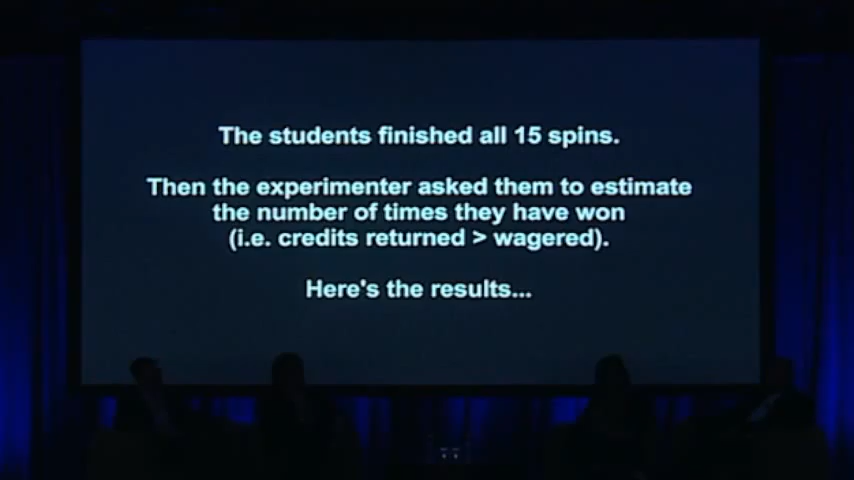 The students finished all 15 spins.
Then the experimenter asked them to estimate
the number of times they have won
(i.e. credits returned > wagered).
Here's the results...